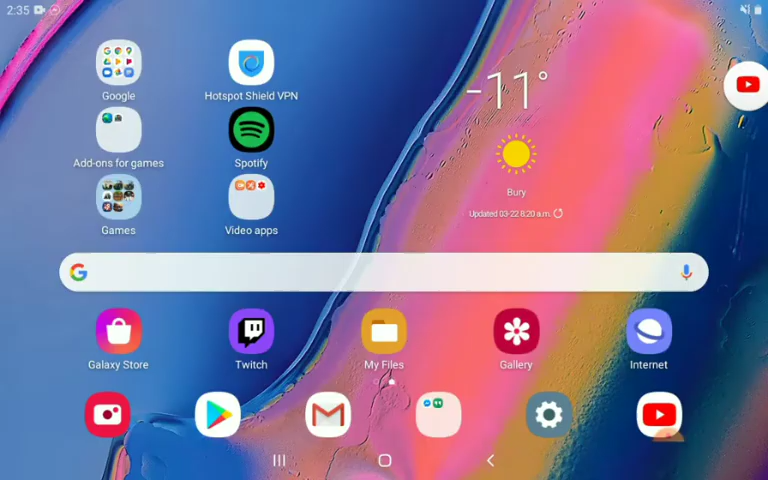 2:35
Google
Hotspot Shield VPN
-11°
Add-ons for games
Spotify
Bury
Games
Video apps
Updated 03-22 8:20 a.m.
Galaxy Store
Twitch
My Files
Gallery
Internet